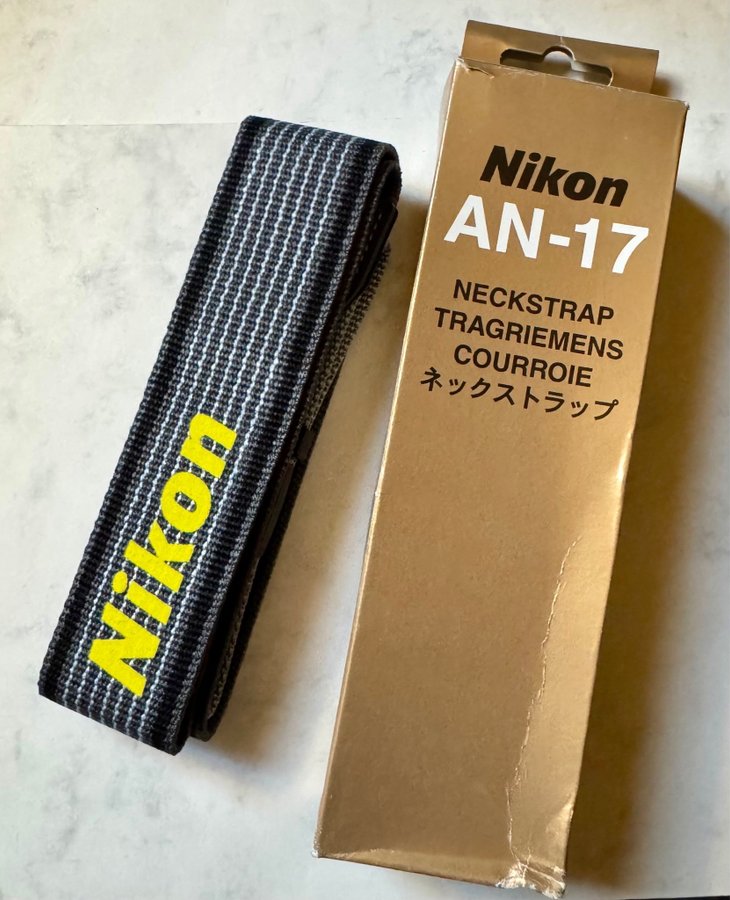 Nikon
Nikon
AN-17
NECKSTRAP
TRAGRIEMENS
COURROIE
ネックストラップ